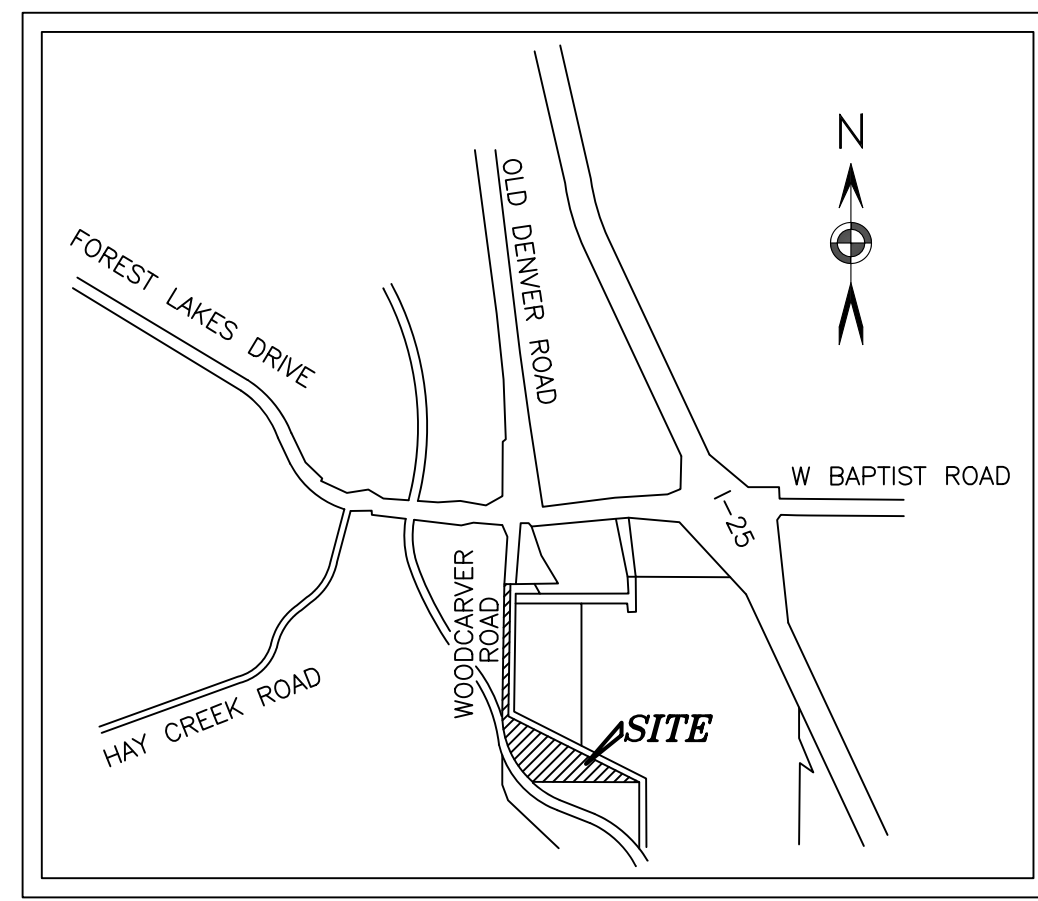 N
OLD DENVER ROAD
FOREST LAKES DRIVE
W BAPTIST ROAD
I-25
WOODCARVER
ROAD
HAY CREEK ROAD
SITE